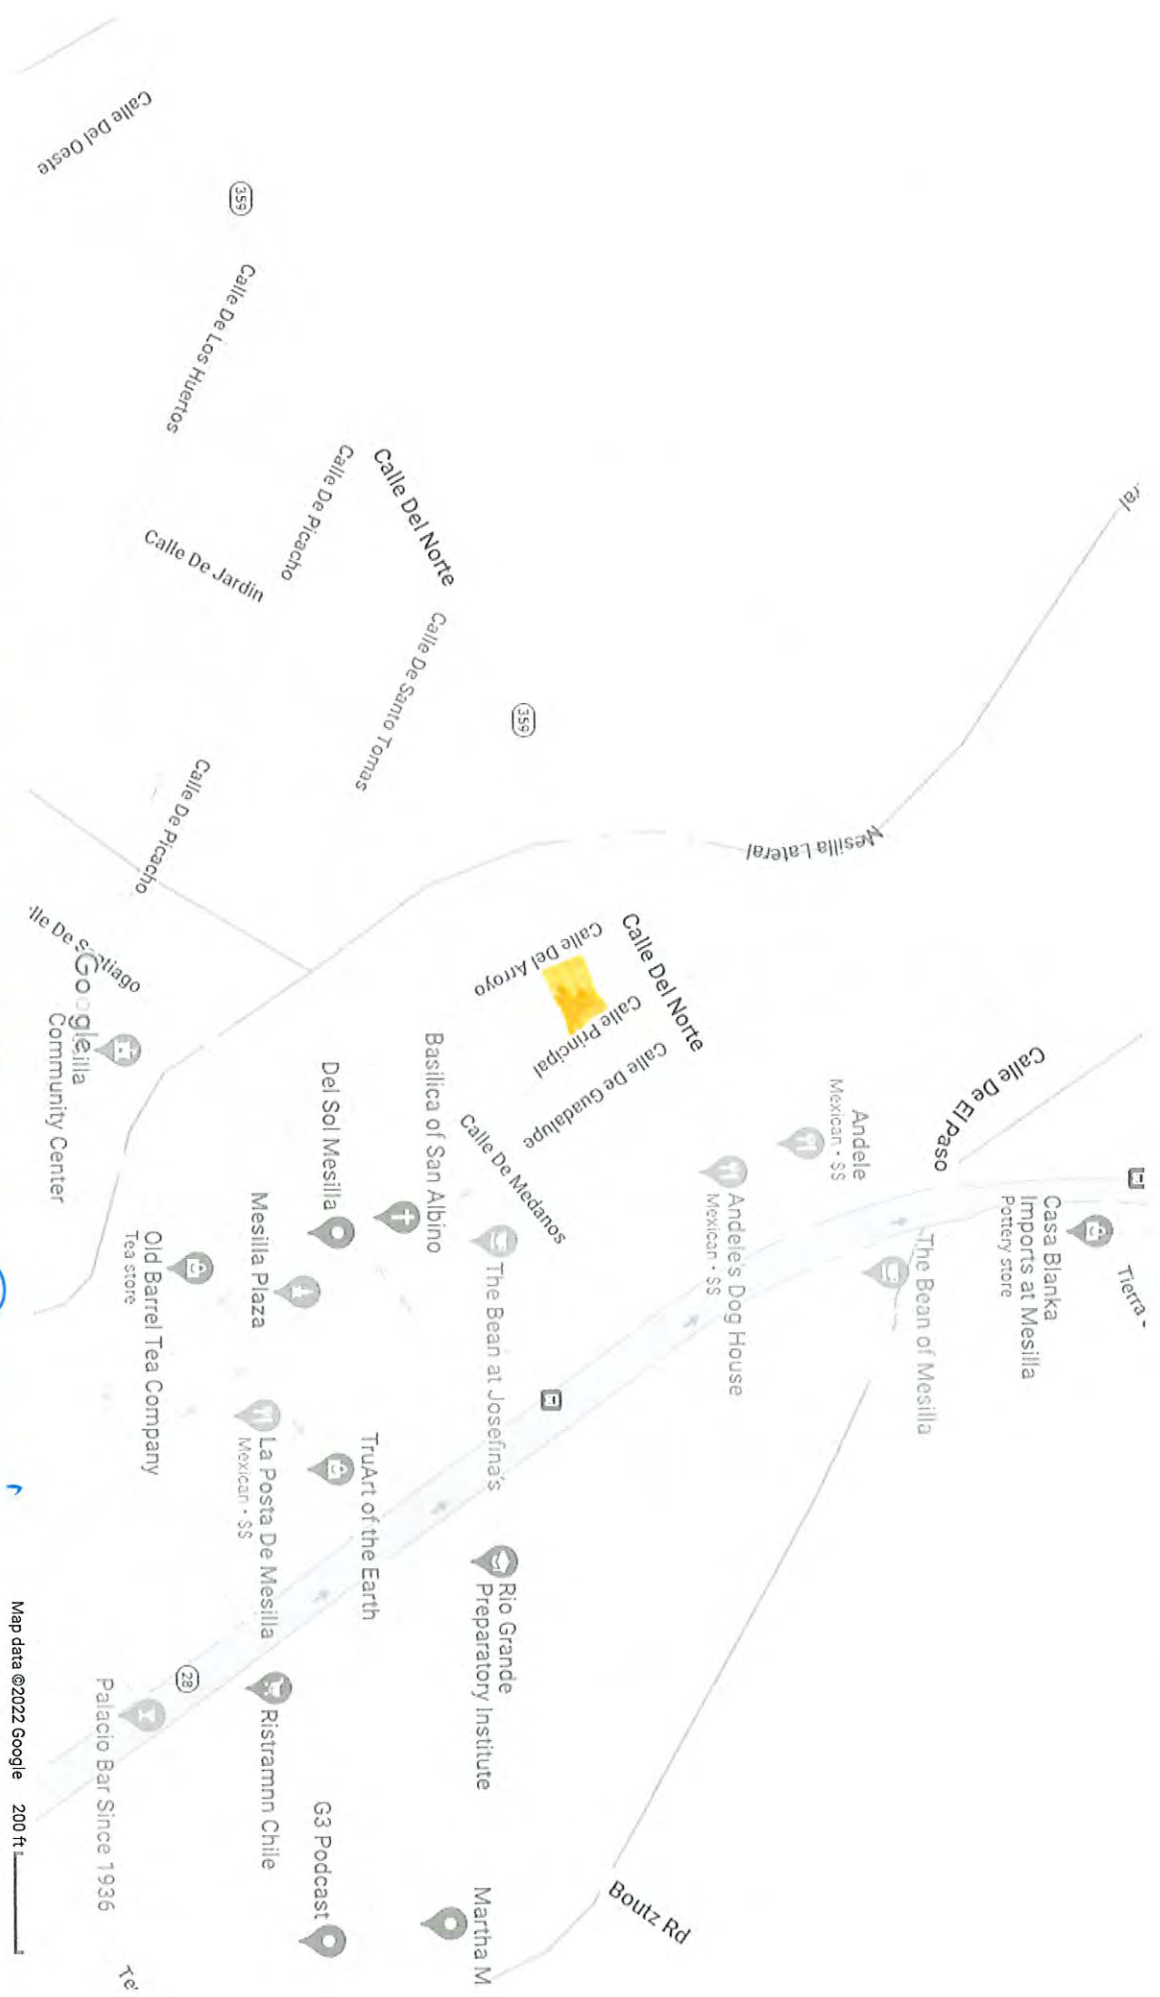 Tierra -
Casa Blanka
Imports at Mesilla
Pottery store
Calle De El Paso
The Bean of Mesilla
Andele
Mexican • $$
Andele's Dog House
Mexican • $$
Mesilla Lateral
Boutz Rd
Calle Del Norte
359
Calle Principal
Calle De Guadalupe
Calle Del Arroyo
Calle De Medanos
The Bean at Josefina's
Rio Grande
Preparatory Institute
Martha M
Basilica of San Albino
Calle Del Norte
Calle De Santo Tomas
TruArt of the Earth
Del Sol Mesilla
G3 Podcast
Calle De Picacho
Calle De Jardin
Mesilla Plaza
La Posta De Mesilla
Mexican • $$
Ristramnn Chile
359
Calle De Los Huertos
Calle Del Oeste
28
Calle De Picacho
Old Barrel Tea Company
Tea store
Palacio Bar Since 1936
Community Center
Google
Map data ©2022 Google
200 ft